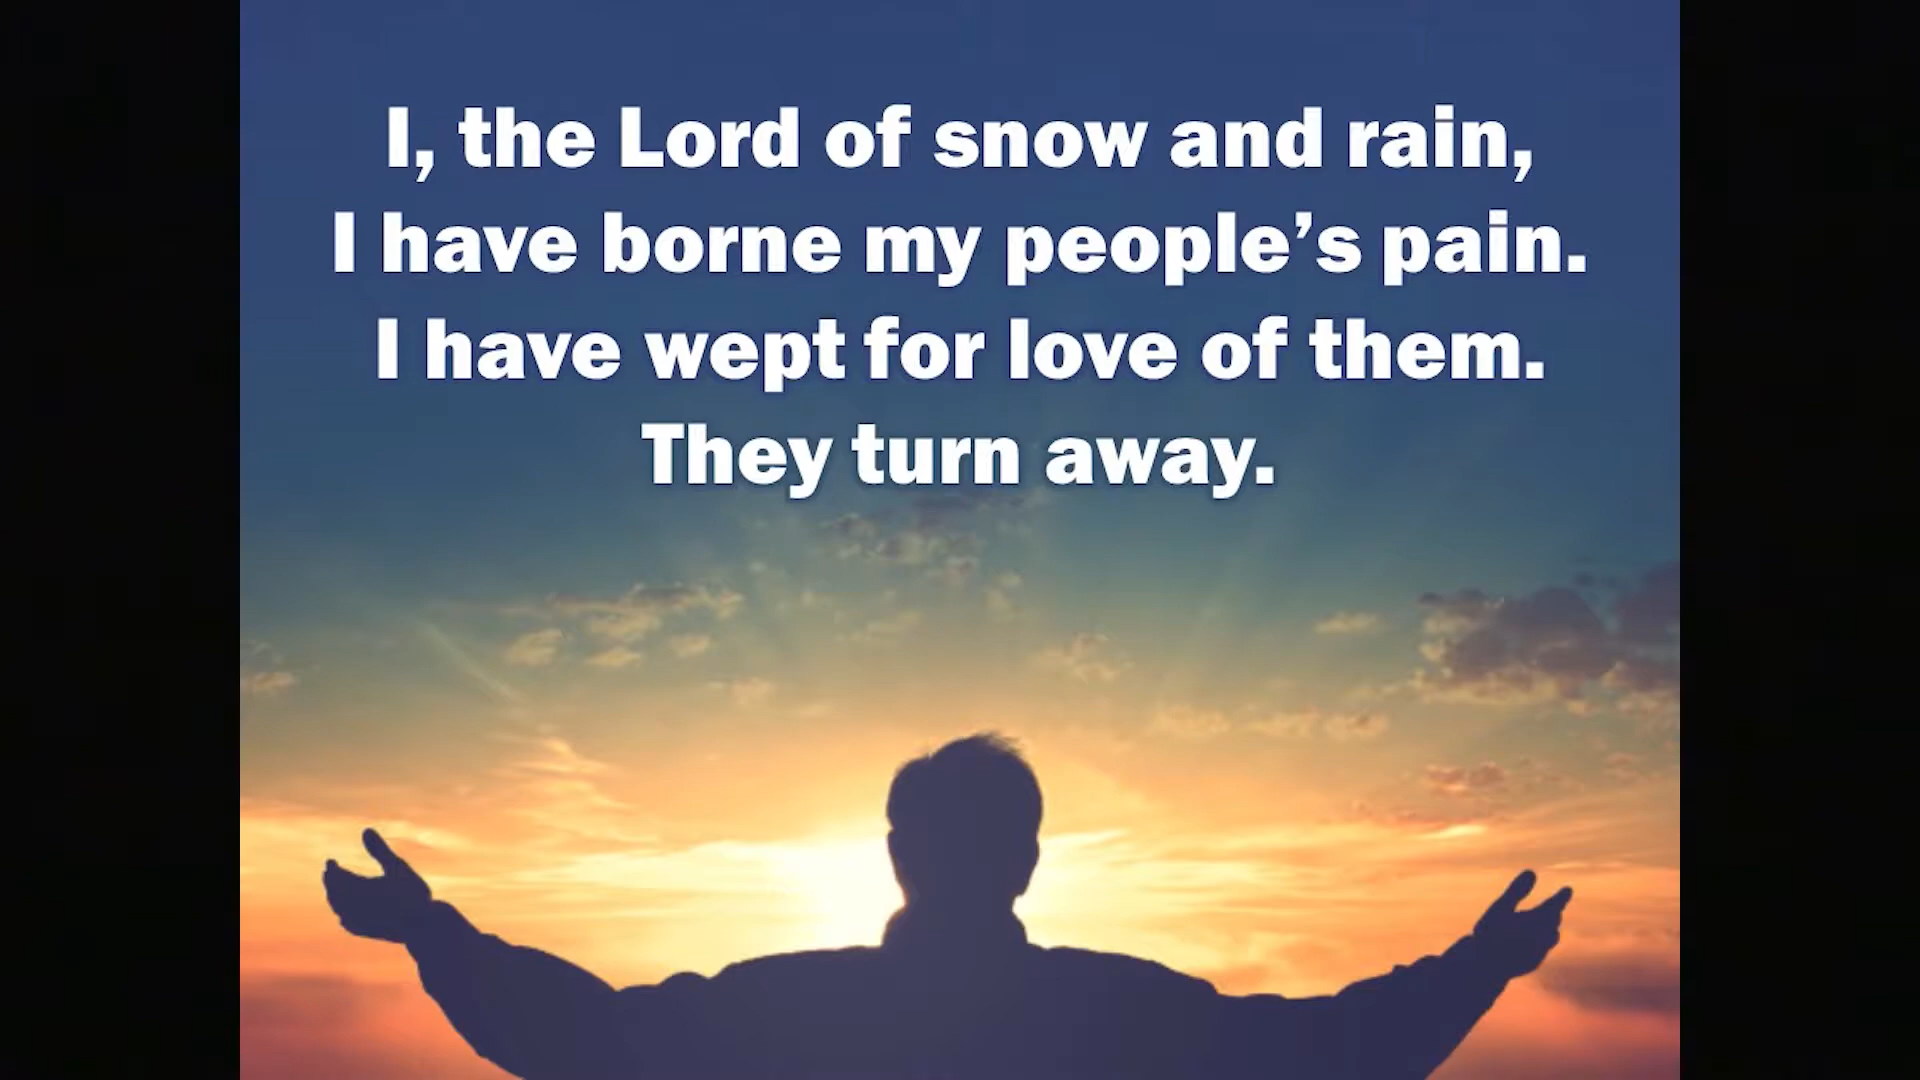 I, the Lord of snow and rain,
I have borne my people’s pain.
I have wept for love of them.
They turn away.